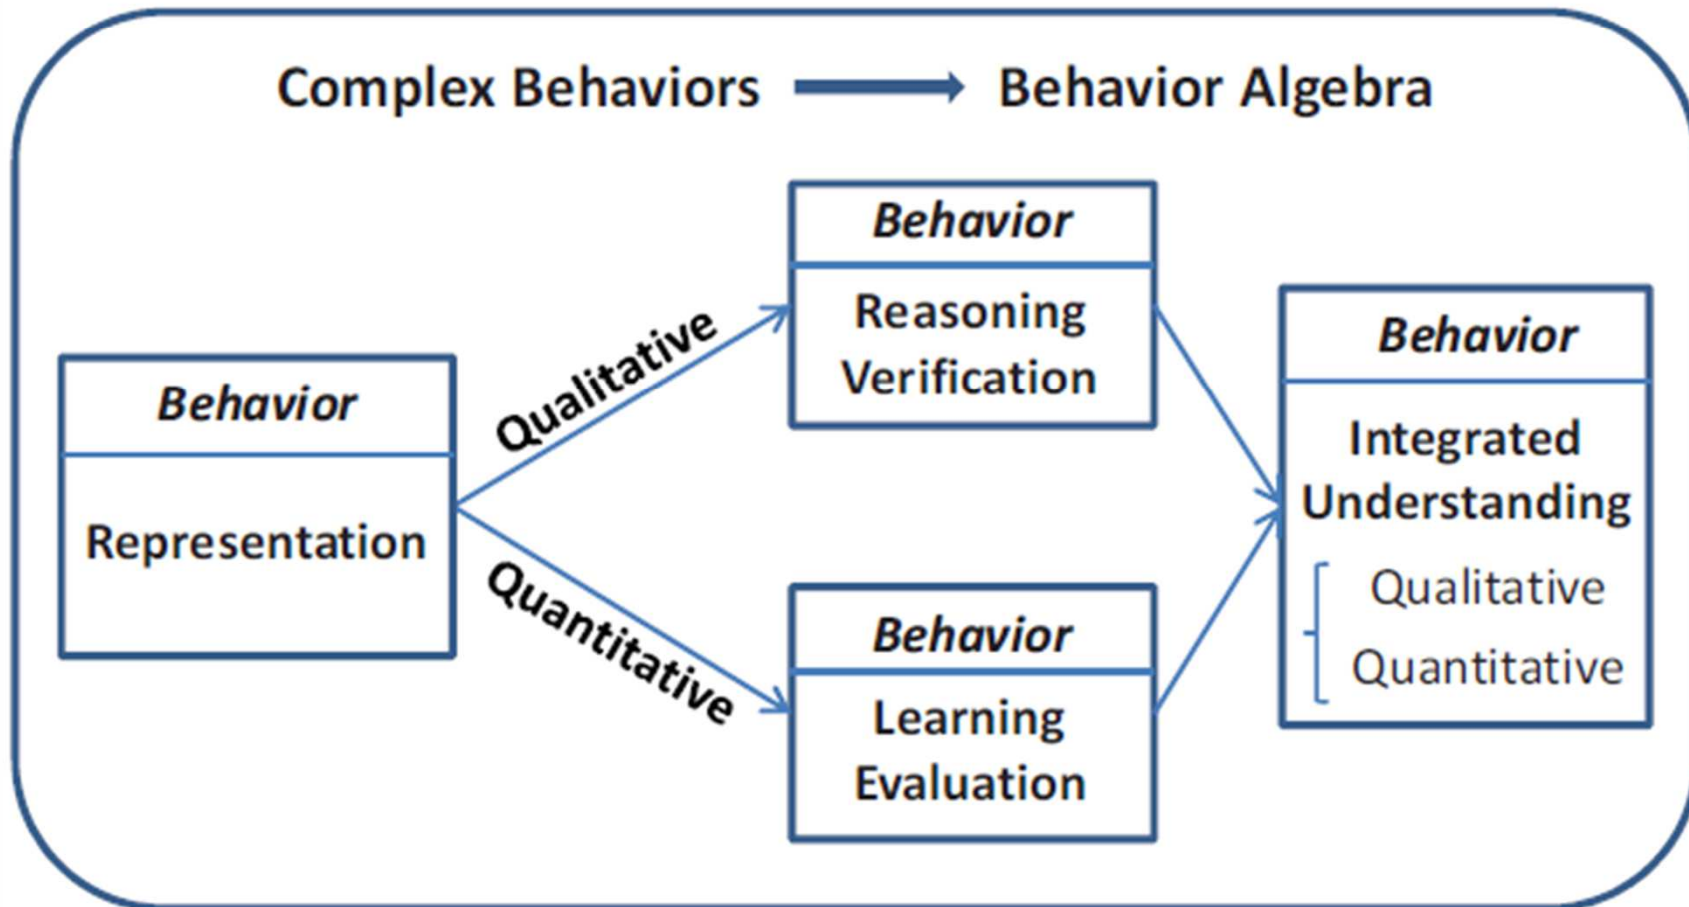 Complex Behaviors Behavior Algebra
Behavior
Representation
Qualitative
Quantitative
Behavior
Reasoning
Verification
Behavior
Learning
Evaluation
Behavior
Integrated
Understanding
Qualitative
Quantitative